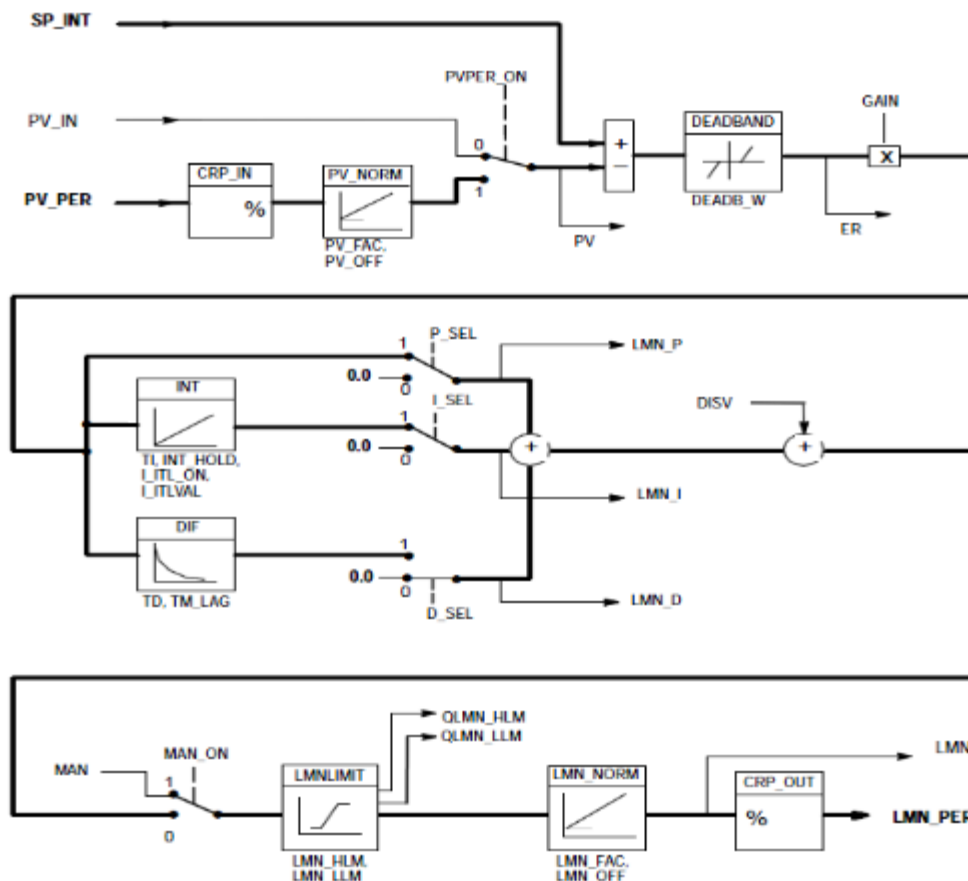 SP_INT
PVPER_ON
GAIN
PV_IN
0
+
DEADBAND
X
CRP_IN
PV_NORM
−
PV_PER
%
1
DEADB_W
PV_FAC,
PV_OFF
PV
ER
P_SEL
1
LMN_P
0.0
0
INT
I_SEL
1
DISV
0.0
+
+
0
TI, INT_HOLD,
I_ITL_ON,
I_ITLVAL
LMN_I
DIF
1
0.0
0
TD, TM_LAG
D_SEL
LMN_D
QLMN_HLM
QLMN_LLM
MAN_ON
LMN
MAN
LMNLIMIT
LMN_NORM
CRP_OUT
1
%
LMN_PER
0
LMN_HLM,
LMN_LLM
LMN_FAC,
LMN_OFF